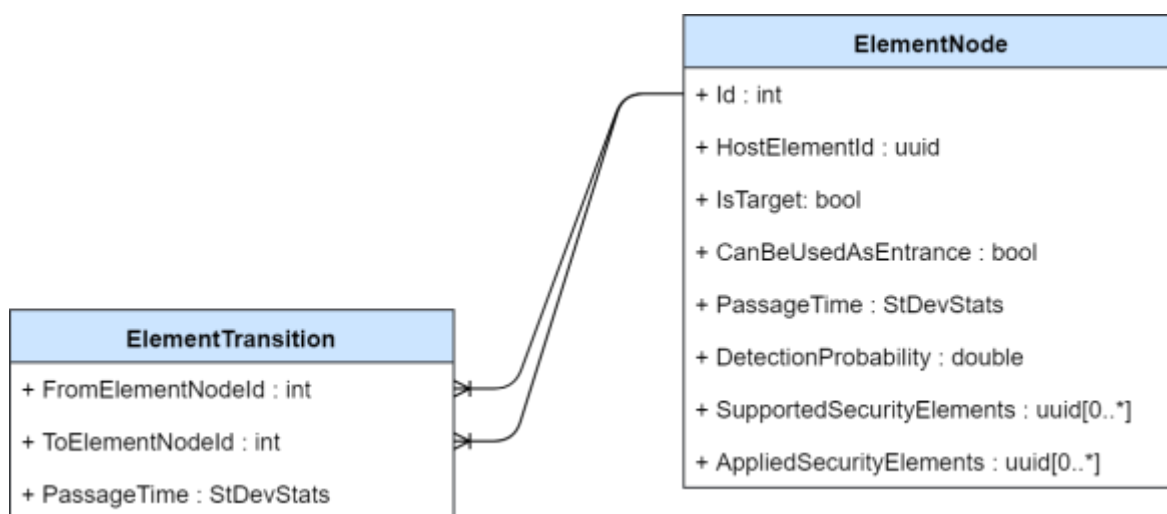 ElementNode
+ Id : int
+ HostElementId : uuid
+ IsTarget: bool
+ CanBeUsedAsEntrance : bool
+ PassageTime : StDevStats
+ DetectionProbability : double
+ SupportedSecurityElements : uuid[0..*]
+ AppliedSecurityElements : uuid[0..*]
ElementTransition
+ FromElementNodeId : int
+ ToElementNodeId : int
+ PassageTime : StDevStats